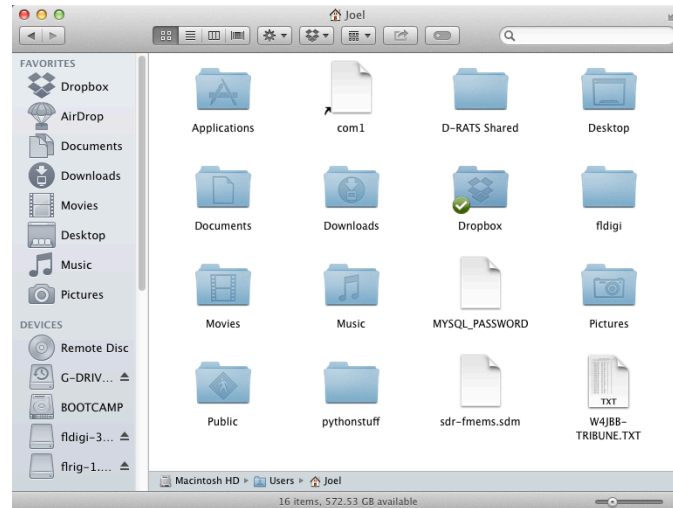 Joel
FAVORITES
Dropbox
AirDrop
Documents
Downloads
Movies
Desktop
Music
Pictures
DEVICES
Remote Disc
G-DRIV...
BOOTCAMP
fldigi-3...
flrig-1....
Applications
com1
D-RATS Shared
Desktop
Documents
Downloads
Dropbox
fldigi
Movies
Music
MYSQL_PASSWORD
Pictures
Public
pythonstuff
sdr-fmems.sdm
TXT
W4JBB-
TRIBUNE.TXT
Macintosh HD ▸ Users ▸ Joel
16 items, 572.53 GB available